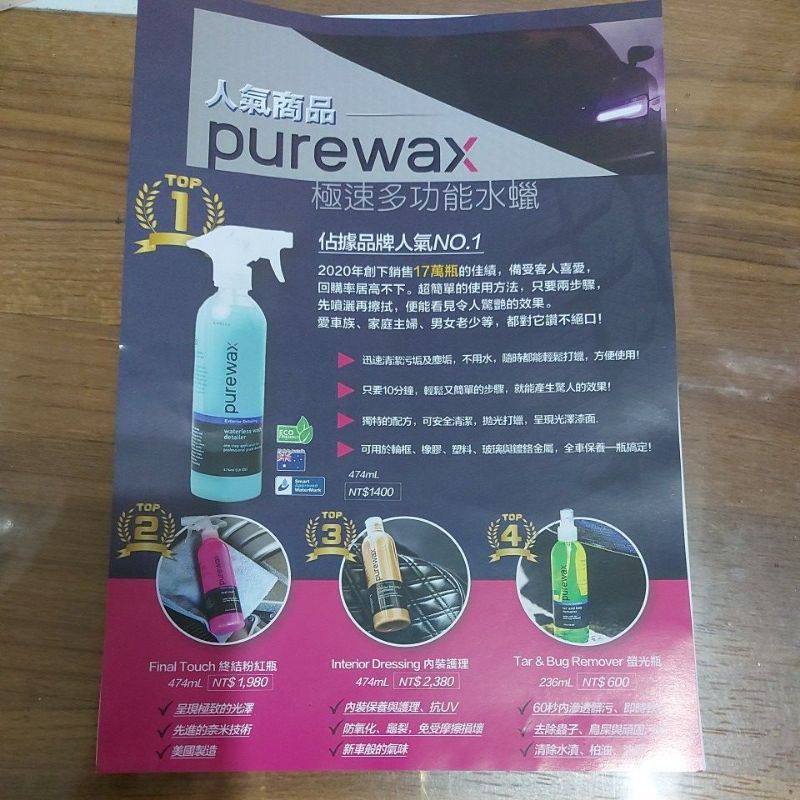 人氣商品
purewax
極速多功能水蠟
TOP
1
佔據品牌人氣NO.1
2020年創下銷售17萬瓶的佳績，備受客人喜愛，
回購率居高不下。超簡單的使用方法，只要兩步驟，
先噴灑再擦拭，便能看見令人驚艷的效果。
愛車族、家庭主婦、男女老少等，都對它讚不絕口！
迅速清潔污垢及塵垢，不用水，隨時都能輕鬆打蠟，方便使用！
只要10分鐘，輕鬆又簡單的步驟，就能產生驚人的效果！
獨特的配方，可安全清潔，拋光打蠟，呈現光澤漆面.
可用於輪框、橡膠、塑料、玻璃與鍍鉻金屬，全車保養一瓶搞定！
purewax
Exterior Detailing
waterless wash
detailer
ECO
Smart
Approved
WaterMark
474mL
NT$1400
TOP
2
purewax
Final Touch 終結粉紅瓶
474mL NT$1,980
呈現極致的光澤
先進的奈米技術
美國製造
TOP
3
purewax
Interior Dressing 內裝護理
474mL NT$2,380
內裝保養與護理、抗UV
防氧化、龜裂，免受摩擦損壞
新車般的氣味
TOP
4
purewax
Tar & Bug Remover 螢光瓶
236mL NT$600
60秒內滲透髒污、即時
去除蟲子、鳥屎與頑固
清除水漬、柏油、